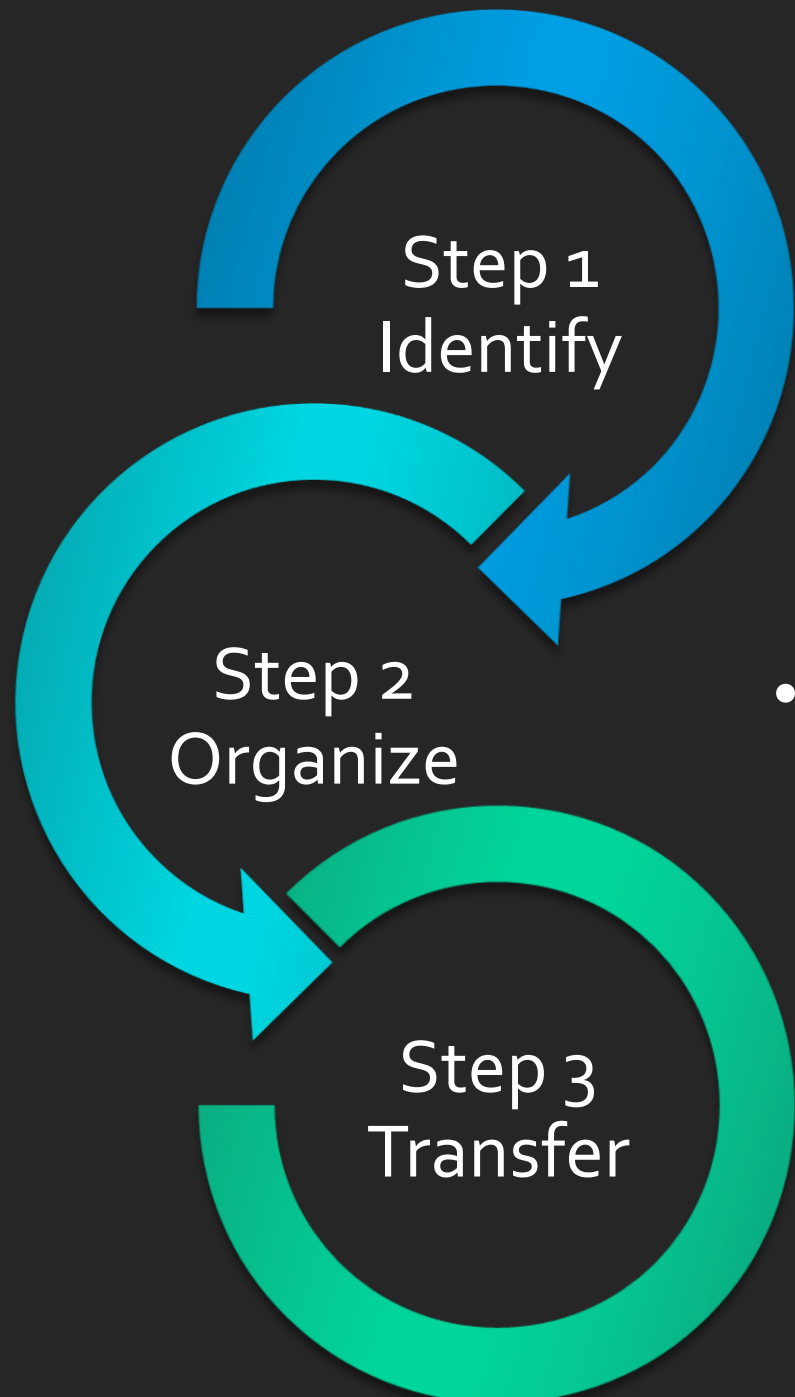 Step 1
Identify
Step 2
Organize
•
Step 3
Transfer